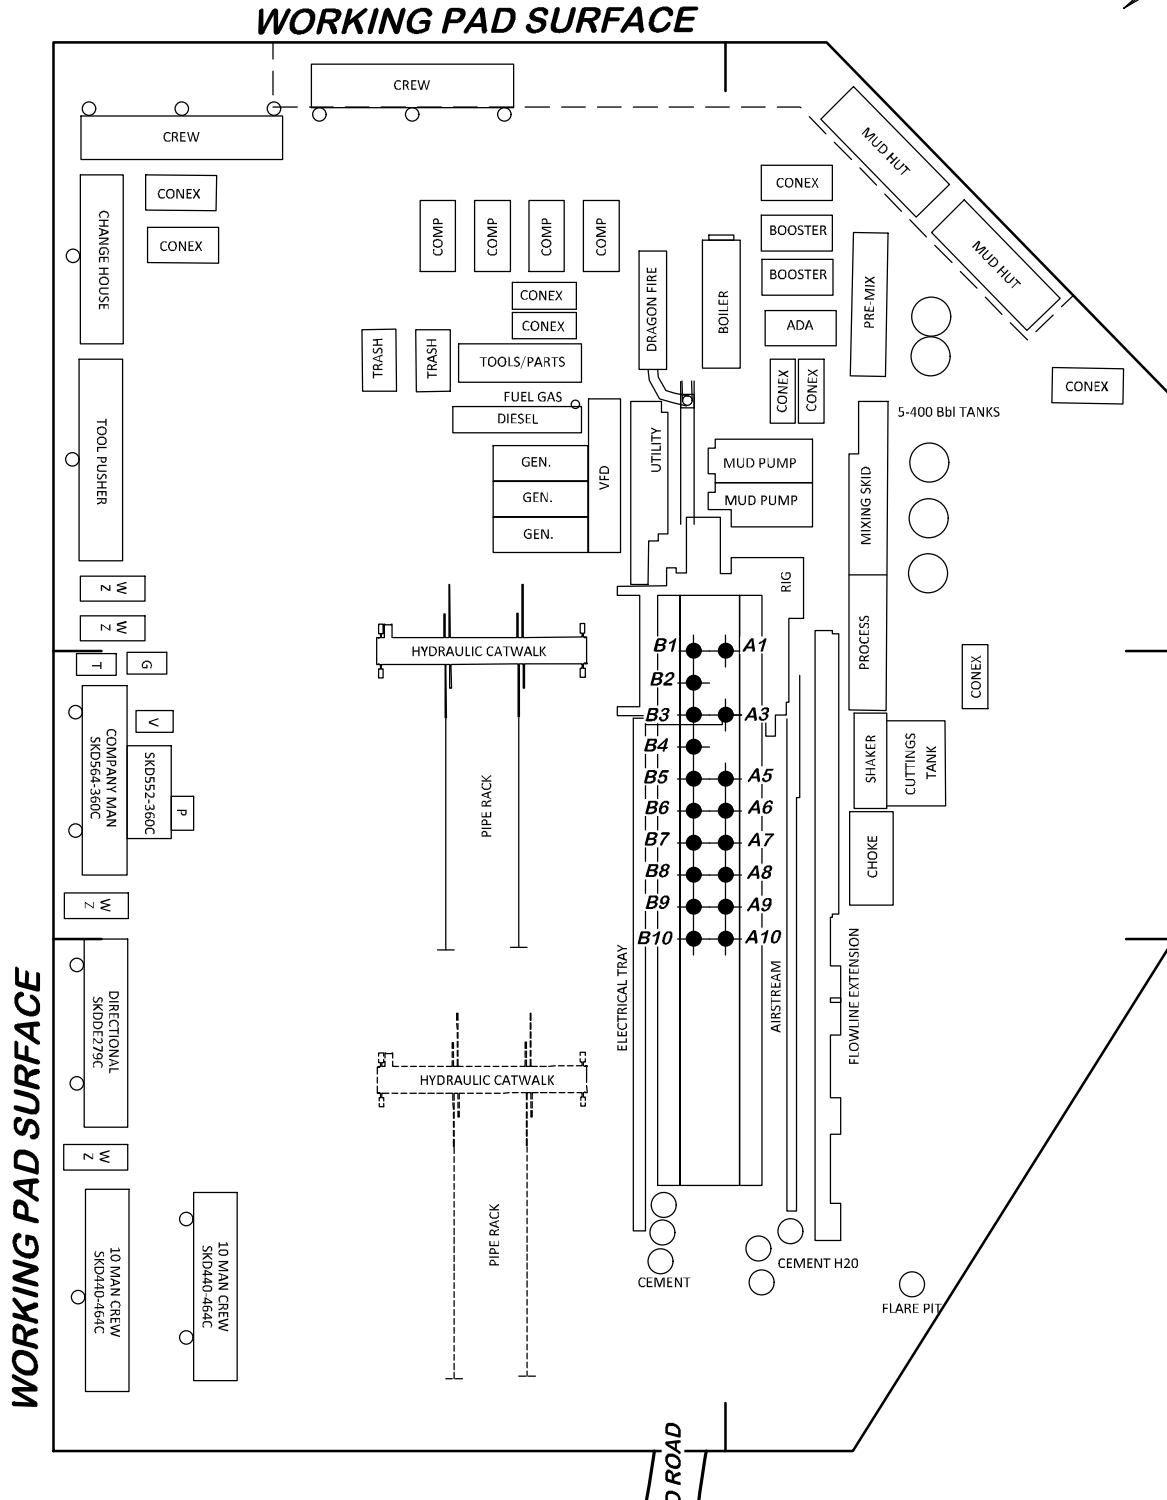 WORKING PAD SURFACE
CREW
CREW
MUD HUT
MUD HUT
CONEX
CONEX
CHANGE HOUSE
COMP
COMP
COMP
COMP
CONEX
BOOSTER
BOOSTER
ADA
PRE-MIX
DRAGON FIRE
BOILER
CONEX
CONEX
TRASH
TRASH
TOOLS/PARTS
CONEX
CONEX
CONEX
FUEL GAS
DIESEL
5-400 Bbl TANKS
TOOL PUSHER
GEN.
GEN.
GEN.
VFD
UTILITY
MUD PUMP
MUD PUMP
MIXING SKID
RIG
PROCESS
W
Z
W
Z
T
G
HYDRAULIC CATWALK
B1
A1
B2
B3
A3
B4
B5
A5
B6
A6
B7
A7
B8
A8
B9
A9
B10
A10
CONEX
V
COMPANY MAN
SKD564-360C
SKD552-360C
P
PIPE RACK
SHAKER
CUTTINGS
TANK
CHOKE
W
Z
WORKING PAD SURFACE
DIRECTIONAL
SKDDE279C
ELECTRICAL TRAY
AIRSTREAM
FLOWLINE EXTENSION
HYDRAULIC CATWALK
W
Z
10 MAN CREW
SKD440-464C
10 MAN CREW
SKD440-464C
PIPE RACK
CEMENT
CEMENT H20
FLARE PIT
ROAD